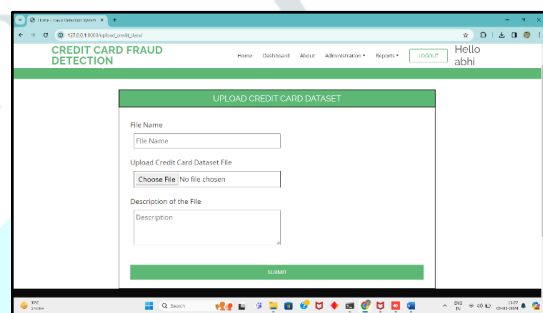 Home | Fraud Detection System
127.0.0.1:8000/upload_credit_data/
CREDIT CARD FRAUD
DETECTION
Home Dashboard About Administration Reports LOGOUT
Hello
abhi
UPLOAD CREDIT CARD DATASET
File Name
File Name
Upload Credit Card Dataset File
Choose File No file chosen
Description of the File
Description
SUBMIT
Search
ENG